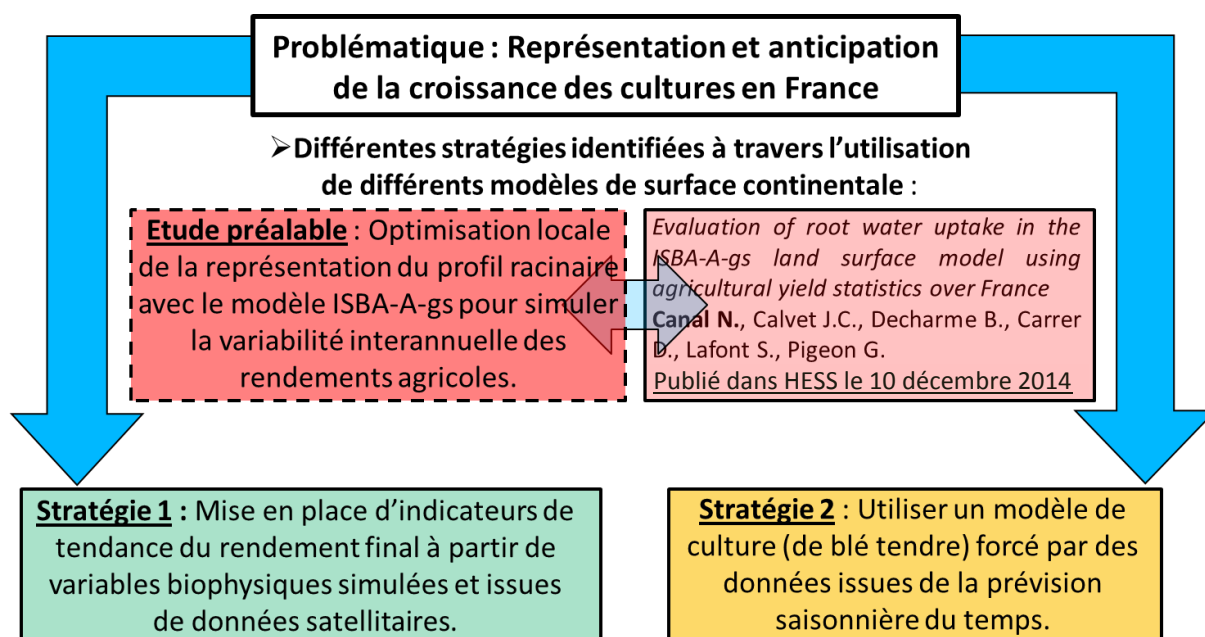 Problématique : Représentation et anticipation
de la croissance des cultures en France
➢Différentes stratégies identifiées à travers l'utilisation
de différents modèles de surface continentale :
Etude préalable : Optimisation locale
de la représentation du profil racinaire
avec le modèle ISBA-A-gs pour simuler
la variabilité interannuelle des
rendements agricoles.
Evaluation of root water uptake in the
ISBA-A-gs land surface model using
agricultural yield statistics over France
Canal N., Calvet J.C., Decharme B., Carrer
D., Lafont S., Pigeon G.
Publié dans HESS le 10 décembre 2014
Stratégie 1 : Mise en place d'indicateurs de
tendance du rendement final à partir de
variables biophysiques simulées et issues
de données satellitaires.
Stratégie 2 : Utiliser un modèle de
culture (de blé tendre) forcé par des
données issues de la prévision
saisonnière du temps.